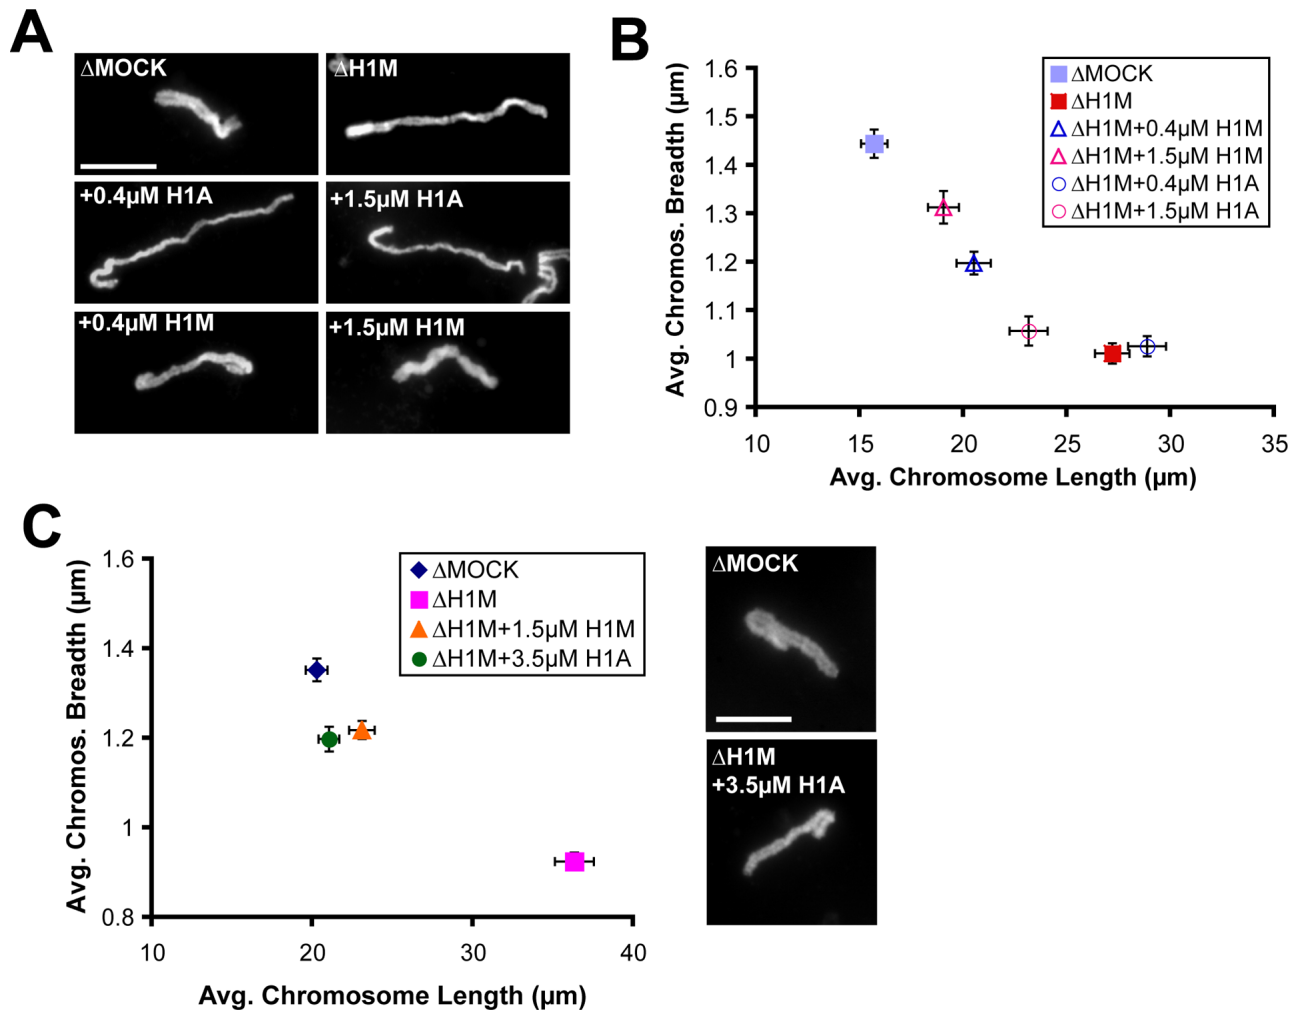 A
ΔMOCK
ΔH1M
+0.4µM H1A
+1.5µM H1A
+0.4µM H1M
+1.5µM H1M
B
Avg. Chromos. Breadth (µm)
1.6
1.5
1.4
1.3
1.2
1.1
1
0.9
10 15 20 25 30 35
Avg. Chromosome Length (µm)
ΔMOCK
ΔH1M
ΔH1M+0.4µM H1M
ΔH1M+1.5µM H1M
ΔH1M+0.4µM H1A
ΔH1M+1.5µM H1A
C
Avg. Chromos. Breadth (µm)
1.6
1.4
1.2
1
0.8
10 20 30 40
Avg. Chromosome Length (µm)
ΔMOCK
ΔH1M
ΔH1M+1.5µM H1M
ΔH1M+3.5µM H1A
ΔMOCK
ΔH1M
+3.5µM H1A